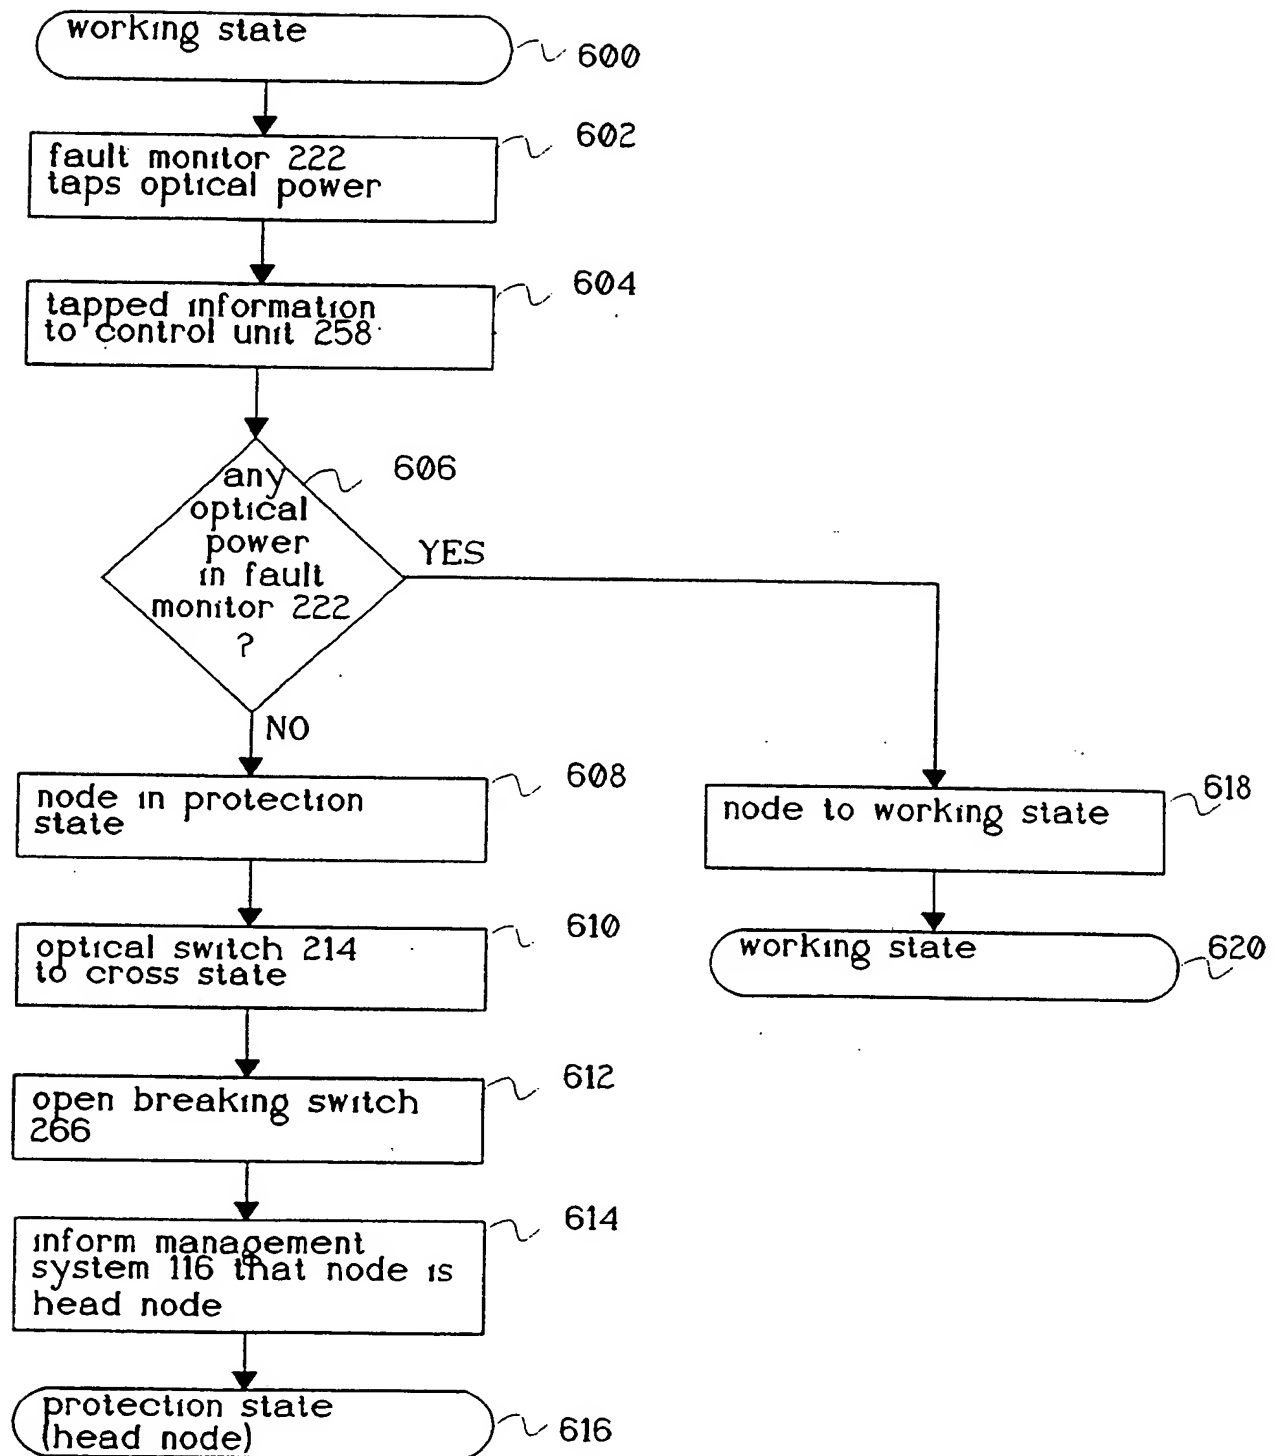 working state
600
fault monitor 222
taps optical power
602
tapped information
to control unit 258
604
any
optical
power
in fault
monitor 222
?
606
YES
NO
node in protection
state
608
node to working state
618
optical switch 214
to cross state
610
working state
620
open breaking switch
266
612
inform management
system 116 that node is
head node
614
protection state
(head node)
616